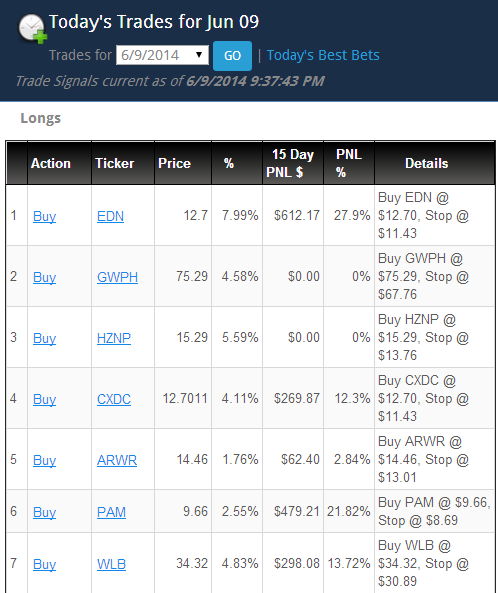 Today's Trades for Jun 09
Trades for 6/9/2014 GO | Today's Best Bets
Trade Signals current as of 6/9/2014 9:37:43 PM
Longs
Action Ticker Price % 15 Day PNL $ PNL % Details
1 Buy EDN 12.7 7.99% $612.17 27.9% Buy EDN @ $12.70, Stop @ $11.43
2 Buy GWPH 75.29 4.58% $0.00 0% Buy GWPH @ $75.29, Stop @ $67.76
3 Buy HZNP 15.29 5.59% $0.00 0% Buy HZNP @ $15.29, Stop @ $13.76
4 Buy CXDC 12.7011 4.11% $269.87 12.3% Buy CXDC @ $12.70, Stop @ $11.43
5 Buy ARWR 14.46 1.76% $62.40 2.84% Buy ARWR @ $14.46, Stop @ $13.01
6 Buy PAM 9.66 2.55% $479.21 21.82% Buy PAM @ $9.66, Stop @ $8.69
7 Buy WLB 34.32 4.83% $298.08 13.72% Buy WLB @ $34.32, Stop @ $30.89